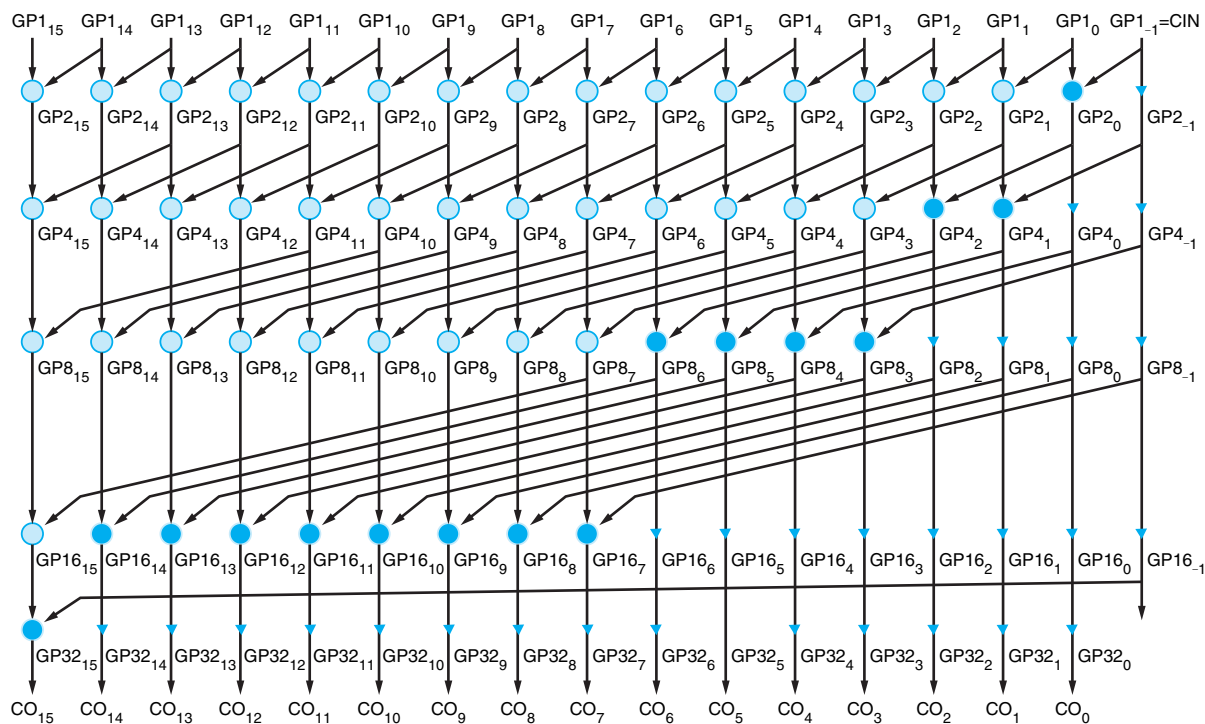 GP1₁₅ GP1₁₄ GP1₁₃ GP1₁₂ GP1₁₁ GP1₁₀ GP1₉ GP1₈ GP1₇ GP1₆ GP1₅ GP1₄ GP1₃ GP1₂ GP1₁ GP1₀ GP1₋₁=CIN
GP2₁₅ GP2₁₄ GP2₁₃ GP2₁₂ GP2₁₁ GP2₁₀ GP2₉ GP2₈ GP2₇ GP2₆ GP2₅ GP2₄ GP2₃ GP2₂ GP2₁ GP2₀ GP2₋₁
GP4₁₅ GP4₁₄ GP4₁₃ GP4₁₂ GP4₁₁ GP4₁₀ GP4₉ GP4₈ GP4₇ GP4₆ GP4₅ GP4₄ GP4₃ GP4₂ GP4₁ GP4₀ GP4₋₁
GP8₁₅ GP8₁₄ GP8₁₃ GP8₁₂ GP8₁₁ GP8₁₀ GP8₉ GP8₈ GP8₇ GP8₆ GP8₅ GP8₄ GP8₃ GP8₂ GP8₁ GP8₀ GP8₋₁
GP16₁₅ GP16₁₄ GP16₁₃ GP16₁₂ GP16₁₁ GP16₁₀ GP16₉ GP16₈ GP16₇ GP16₆ GP16₅ GP16₄ GP16₃ GP16₂ GP16₁ GP16₀ GP16₋₁
GP32₁₅ GP32₁₄ GP32₁₃ GP32₁₂ GP32₁₁ GP32₁₀ GP32₉ GP32₈ GP32₇ GP32₆ GP32₅ GP32₄ GP32₃ GP32₂ GP32₁ GP32₀
CO₁₅ CO₁₄ CO₁₃ CO₁₂ CO₁₁ CO₁₀ CO₉ CO₈ CO₇ CO₆ CO₅ CO₄ CO₃ CO₂ CO₁ CO₀